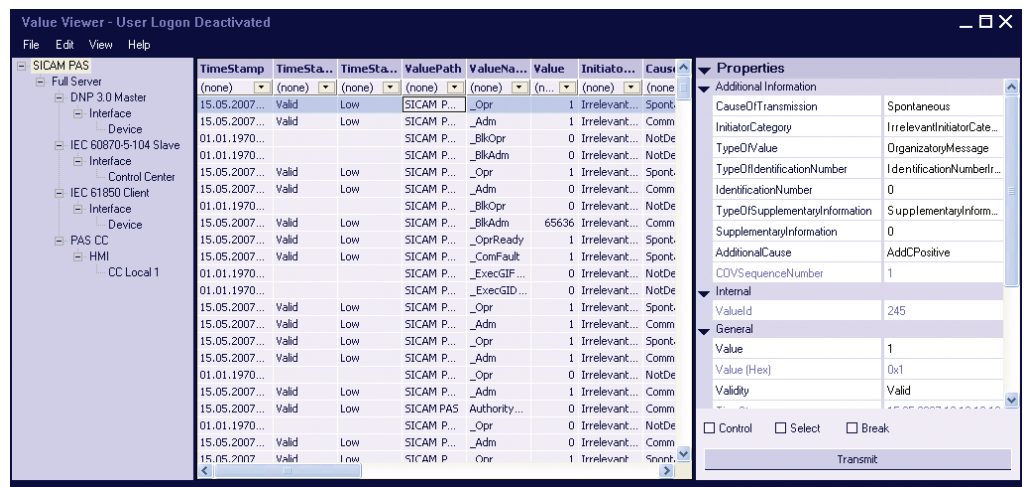 Value Viewer - User Logon Deactivated
File Edit View Help
SICAM PAS
Full Server
DNP 3.0 Master
Interface
Device
IEC 60870-5-104 Slave
Interface
Control Center
IEC 61850 Client
Interface
Device
PAS CC
HMI
CC Local 1
TimeStamp TimeSta... TimeSta... ValuePath ValueNa... Value Initiato... Cause
(none) (none) (none) (none) (none) (n... (none) (none
15.05.2007... Valid Low SICAM P... _Opr 1 Irrelevant... Spont
15.05.2007... Valid Low SICAM P... _Adm 1 Irrelevant... Comm
01.01.1970... SICAM P... _BlkOpr 0 Irrelevant... NotDe
01.01.1970... SICAM P... _BlkAdm 0 Irrelevant... NotDe
15.05.2007... Valid Low SICAM P... _Opr 1 Irrelevant... Spont
15.05.2007... Valid Low SICAM P... _Adm 0 Irrelevant... Comm
01.01.1970... SICAM P... _BlkOpr 0 Irrelevant... NotDe
15.05.2007... Valid Low SICAM P... _BlkAdm 65636 Irrelevant... Comm
15.05.2007... Valid Low SICAM P... _OprReady 1 Irrelevant... Spont
15.05.2007... Valid Low SICAM P... _ComFault 1 Irrelevant... Spont
01.01.1970... SICAM P... _ExecGIF... 0 Irrelevant... NotDe
01.01.1970... SICAM P... _ExecGID... 0 Irrelevant... NotDe
15.05.2007... Valid Low SICAM P... _Opr 1 Irrelevant... Spont
15.05.2007... Valid Low SICAM P... _Adm 1 Irrelevant... Comm
15.05.2007... Valid Low SICAM P... _Opr 1 Irrelevant... Spont
15.05.2007... Valid Low SICAM P... _Adm 1 Irrelevant... Comm
01.01.1970... SICAM P... _Opr 0 Irrelevant... NotDe
15.05.2007... Valid Low SICAM P... _Adm 1 Irrelevant... Comm
15.05.2007... Valid Low SICAM PAS Authority... 0 Irrelevant... Comm
01.01.1970... SICAM P... _Opr 0 Irrelevant... NotDe
15.05.2007... Valid Low SICAM P... _Adm 0 Irrelevant... Comm
15.05.2007 Valid Low SICAM P Opr 1 Irrelevant Spont
Properties
Additional Information
CauseOfTransmission Spontaneous
InitiatorCategory IrrelevantInitiatorCate...
TypeOfValue OrganizatoryMessage
TypeOfIdentificationNumber IdentificationNumberIr...
IdentificationNumber 0
TypeOfSupplementaryInformation SupplementaryInform...
SupplementaryInformation 0
AdditionalCause AddCPositive
COVSequenceNumber 1
Internal
ValueId 245
General
Value 1
Value (Hex) 0x1
Validity Valid
Control Select Break
Transmit